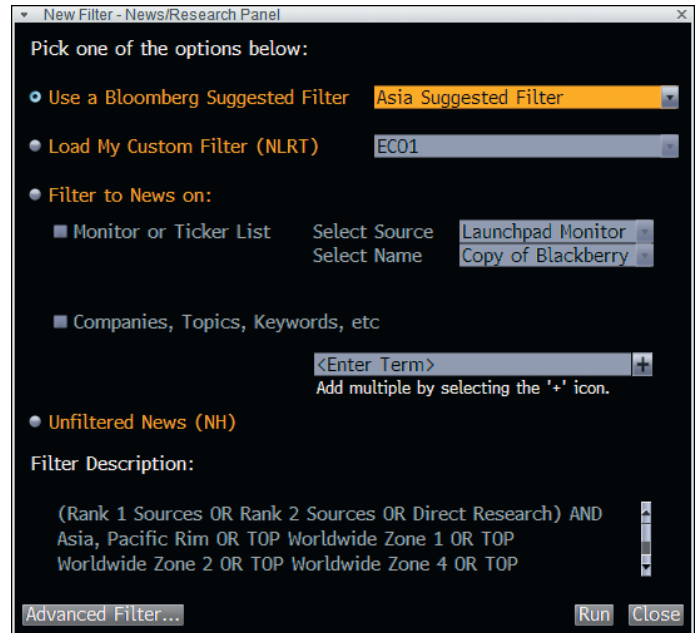 New Filter - News/Research Panel
Pick one of the options below:
Use a Bloomberg Suggested Filter Asia Suggested Filter
Load My Custom Filter (NLRT) ECO1
Filter to News on:
Monitor or Ticker List Select Source Launchpad Monitor
Select Name Copy of Blackberry
Companies, Topics, Keywords, etc
<Enter Term> +
Add multiple by selecting the '+' icon.
Unfiltered News (NH)
Filter Description:
(Rank 1 Sources OR Rank 2 Sources OR Direct Research) AND
Asia, Pacific Rim OR TOP Worldwide Zone 1 OR TOP
Worldwide Zone 2 OR TOP Worldwide Zone 4 OR TOP
Advanced Filter... Run Close